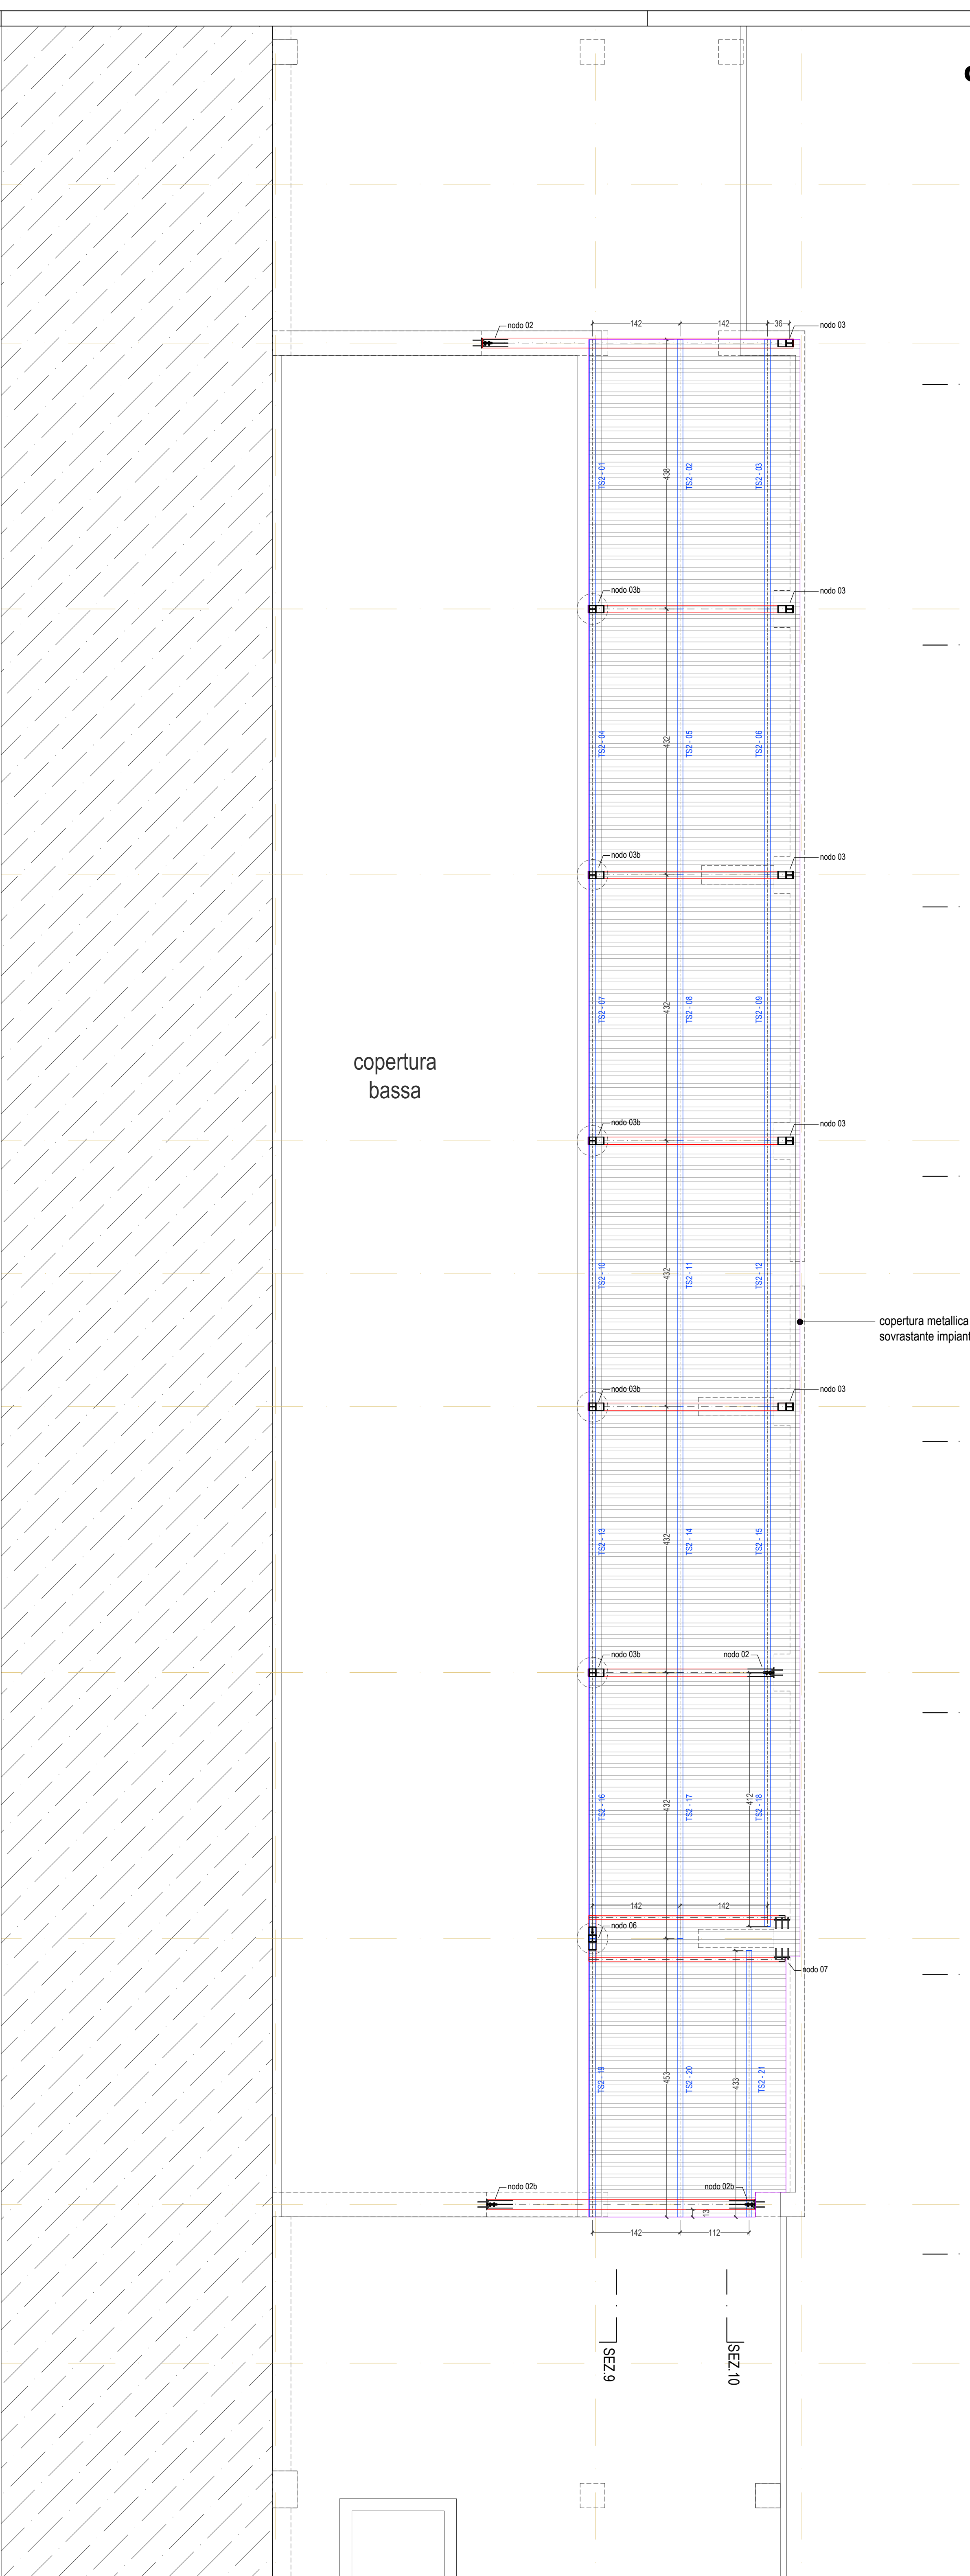 142
142
36
nodo 02
nodo 03
TS2 - 01
438
TS2 - 02
TS2 - 03
nodo 03b
nodo 03
TS2 - 04
432
TS2 - 05
TS2 - 06
nodo 03b
nodo 03
TS2 - 07
432
TS2 - 08
TS2 - 09
copertura
bassa
nodo 03b
nodo 03
TS2 - 10
432
TS2 - 11
TS2 - 12
copertura metallica
sovrastante impiant
nodo 03b
nodo 03
TS2 - 13
432
TS2 - 14
TS2 - 15
nodo 03b
nodo 02
TS2 - 16
432
TS2 - 17
412
TS2 - 18
142
142
nodo 06
nodo 07
TS2 - 19
453
TS2 - 20
433
TS2 - 21
nodo 02b
nodo 02b
13
142
112
SEZ.9
SEZ.10